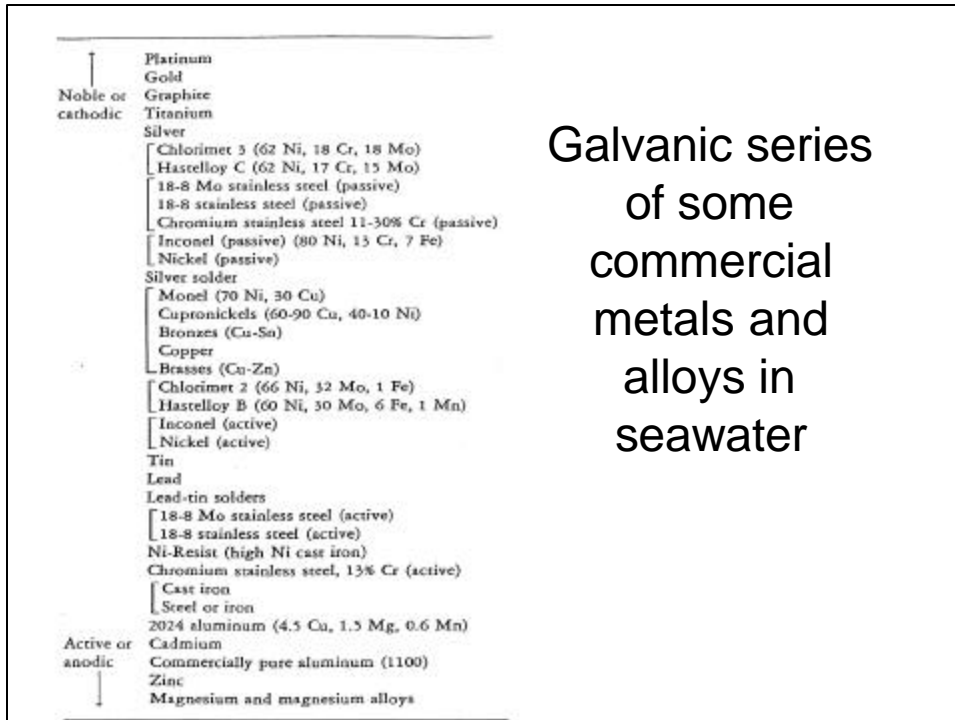 Platinum
Gold
Noble or Graphite
cathodic Titanium
Silver
Chlorimet 3 (62 Ni, 18 Cr, 18 Mo)
Hastelloy C (62 Ni, 17 Cr, 15 Mo)
18-8 Mo stainless steel (passive)
18-8 stainless steel (passive)
Chromium stainless steel 11-30% Cr (passive)
Inconel (passive) (80 Ni, 13 Cr, 7 Fe)
Nickel (passive)
Silver solder
Monel (70 Ni, 30 Cu)
Cupronickels (60-90 Cu, 40-10 Ni)
Bronzes (Cu-Sn)
Copper
Brasses (Cu-Zn)
Chlorimet 2 (66 Ni, 32 Mo, 1 Fe)
Hastelloy B (60 Ni, 30 Mo, 6 Fe, 1 Mn)
Inconel (active)
Nickel (active)
Tin
Lead
Lead-tin solders
18-8 Mo stainless steel (active)
18-8 stainless steel (active)
Ni-Resist (high Ni cast iron)
Chromium stainless steel, 13% Cr (active)
Cast iron
Steel or iron
2024 aluminum (4.5 Cu, 1.5 Mg, 0.6 Mn)
Active or Cadmium
anodic Commercially pure aluminum (1100)
Zinc
Magnesium and magnesium alloys
Galvanic series
of some
commercial
metals and
alloys in
seawater